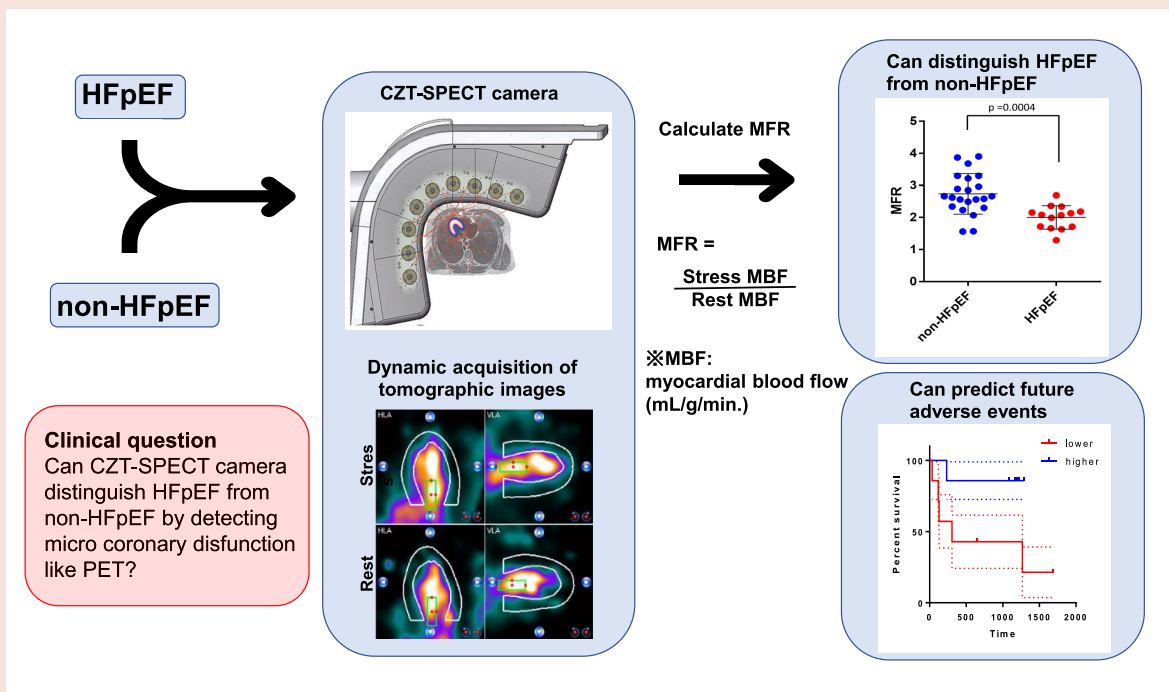 HFpEF
non-HFpEF
Clinical question
Can CZT-SPECT camera
distinguish HFpEF from
non-HFpEF by detecting
micro coronary disfunction
like PET?
CZT-SPECT camera
Dynamic acquisition of
tomographic images
Stres
s
HLA
VLA
Rest
HLA
VLA
Calculate MFR
MFR =
Stress MBF
Rest MBF
※MBF:
myocardial blood flow
(mL/g/min.)
Can distinguish HFpEF
from non-HFpEF
p =0.0004
MFR
5
4
3
2
1
0
non-HFpEF
HFpEF
Can predict future
adverse events
lower
higher
Percent survival
100
50
0
0
500
1000
1500
2000
Time